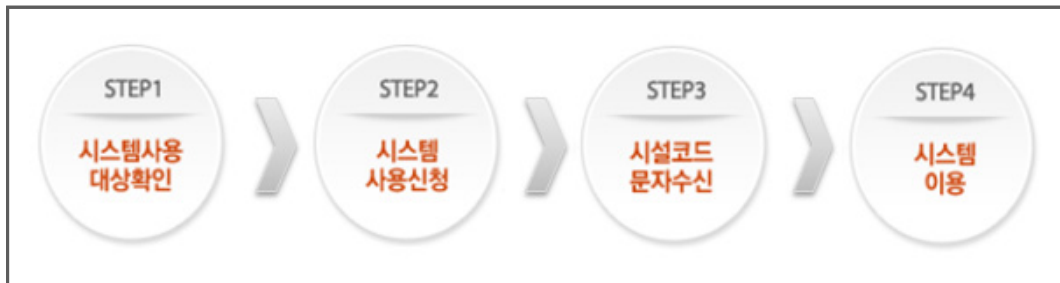 STEP1
시스템사용
대상확인
STEP2
시스템
사용신청
STEP3
시설코드
문자수신
STEP4
시스템
이용